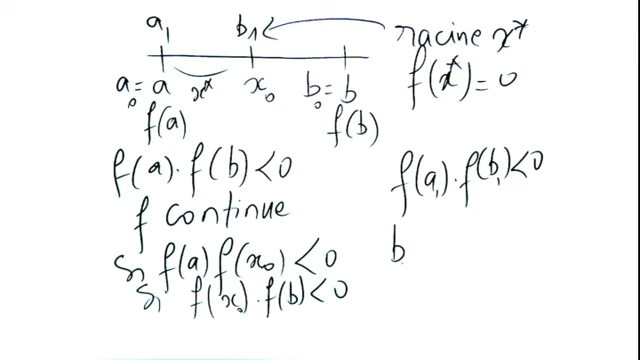 a₁ b₁ racine x*
a₀ = a x* x₀ b₀ = b f(x*) = 0
f(a) f(b)
f(a) · f(b) < 0 f(a₁) · f(b₁) < 0
f continue
b
Si f(a) f(x₀) < 0
Si f(x₀) · f(b) < 0